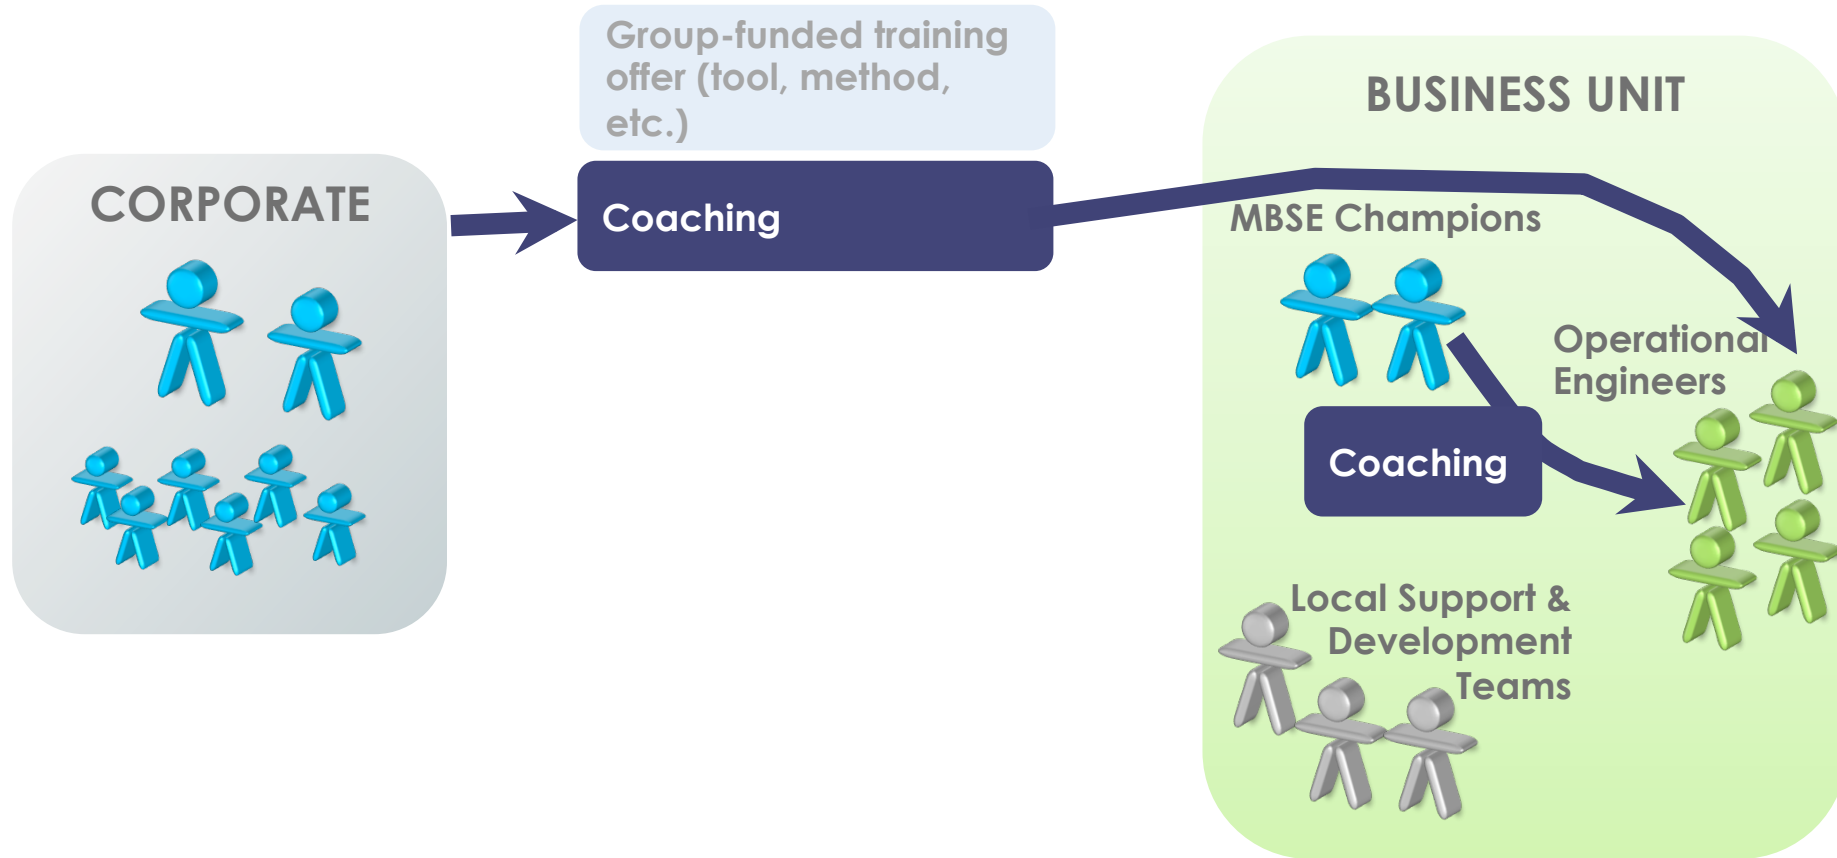 Group-funded training
offer (tool, method,
etc.)
BUSINESS UNIT
CORPORATE
Coaching
MBSE Champions
Operational
Engineers
Coaching
Local Support &
Development
Teams